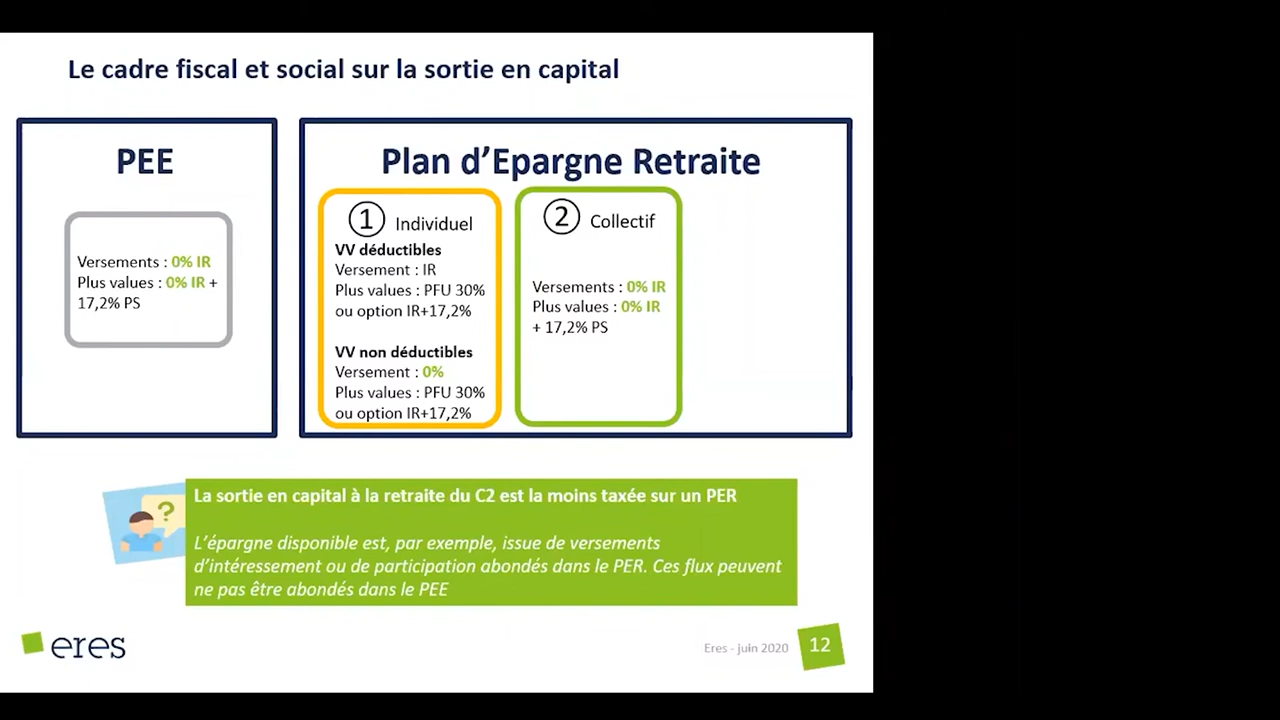 Le cadre fiscal et social sur la sortie en capital
PEE
Versements : 0% IR
Plus values : 0% IR +
17,2% PS
Plan d’Epargne Retraite
1 Individuel
VV déductibles
Versement : IR
Plus values : PFU 30%
ou option IR+17,2%
VV non déductibles
Versement : 0%
Plus values : PFU 30%
ou option IR+17,2%
2 Collectif
Versements : 0% IR
Plus values : 0% IR
+ 17,2% PS
?
La sortie en capital à la retraite du C2 est la moins taxée sur un PER
L’épargne disponible est, par exemple, issue de versements
d’intéressement ou de participation abondés dans le PER. Ces flux peuvent
ne pas être abondés dans le PEE
eres
Eres - juin 2020
12